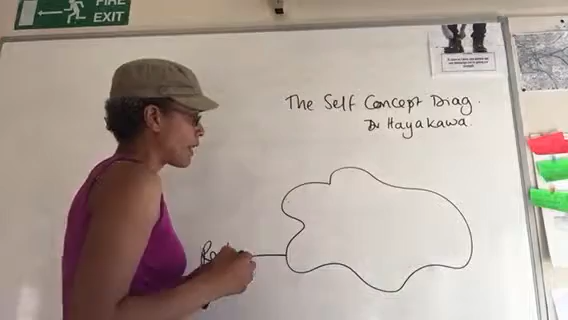 FIRE
EXIT
The Self Concept Diag.
Dr Hayakawa.